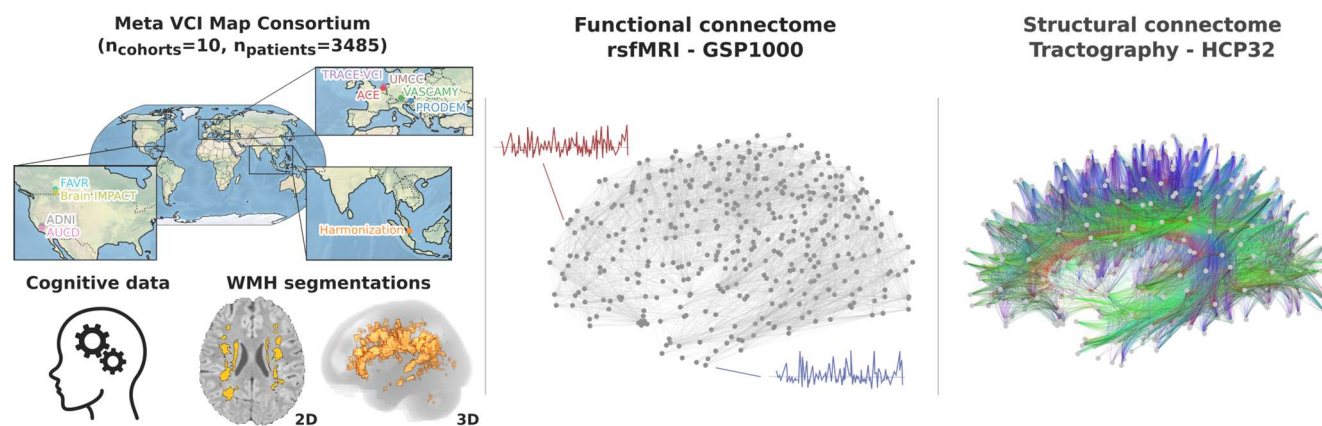 Meta VCI Map Consortium
(ncohorts=10, npatients=3485)
TRACE-VCI
UMCC
ACE
VASCAMY
PRODEM
FAVR
Brain IMPACT
ADNI
AUCD
Harmonization
Cognitive data
WMH segmentations
2D
3D
Functional connectome
rsfMRI - GSP1000
Structural connectome
Tractography - HCP32